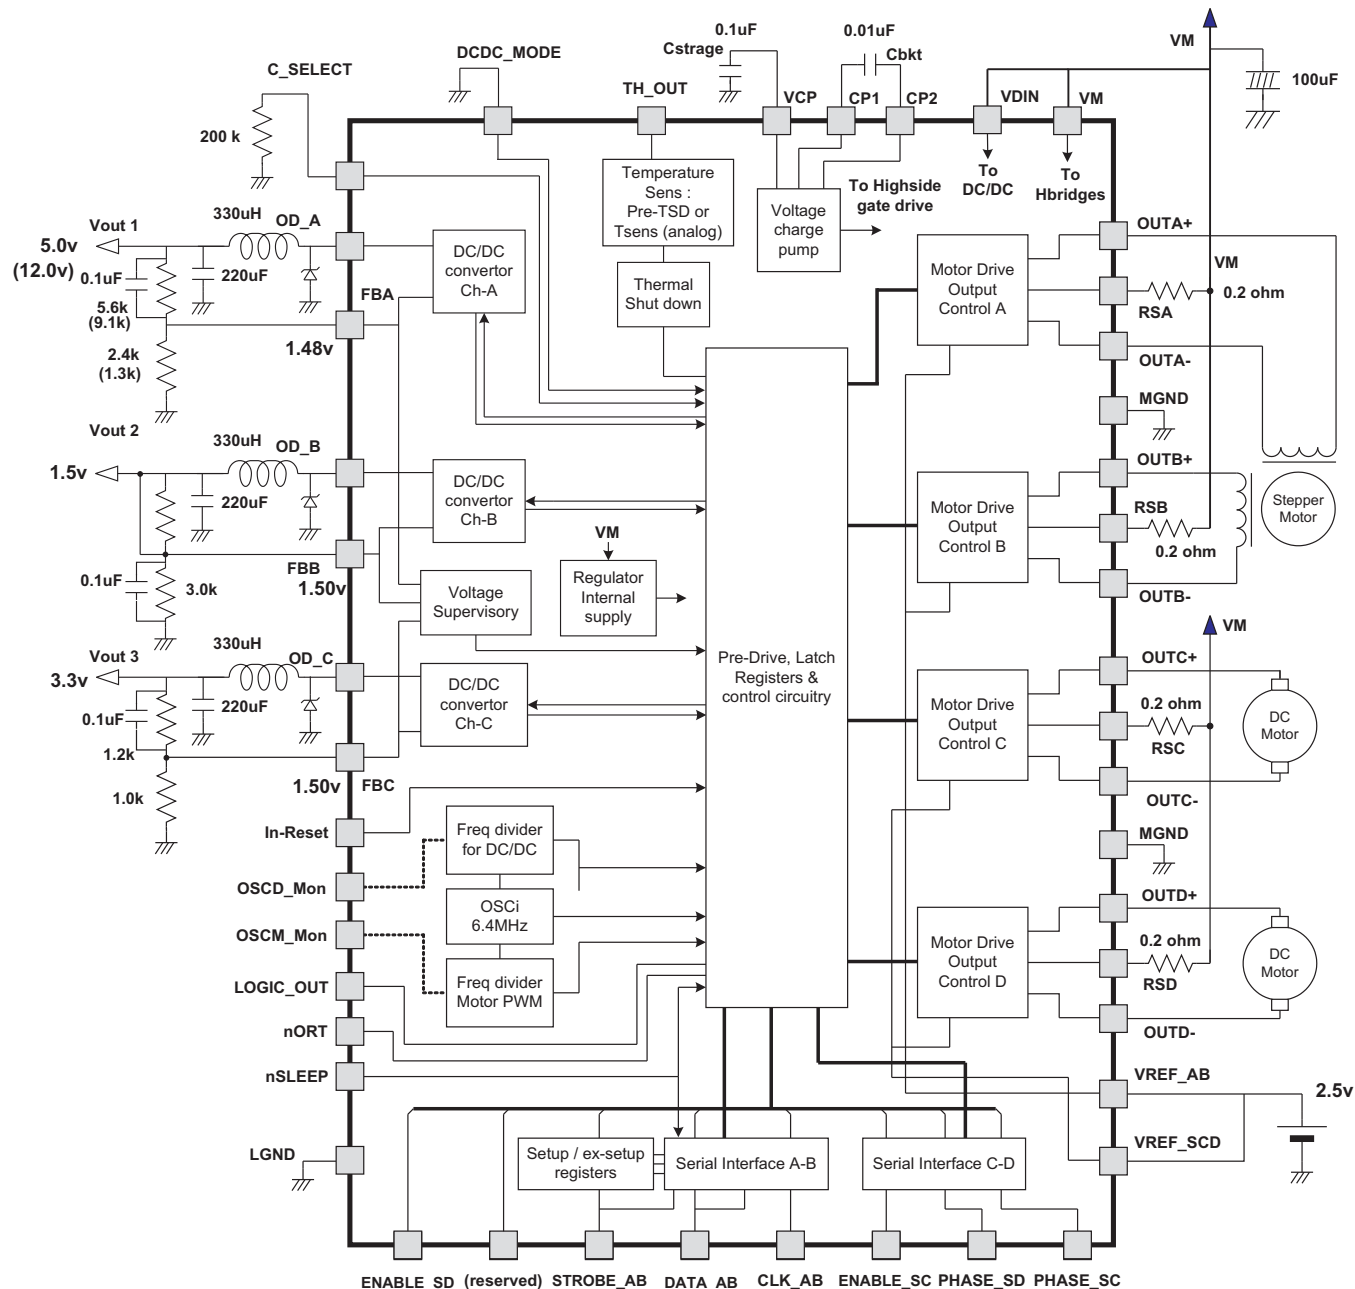 0.1uF
Cstrage
0.01uF
Cbkt
VM
100uF
DCDC_MODE
C_SELECT
TH_OUT
VCP
CP1
CP2
VDIN
VM
200 k
To
DC/DC
To
Hbridges
Temperature
Sens :
Pre-TSD or
Tsens (analog)
To Highside
gate drive
Voltage
charge
pump
Vout 1
330uH
OD_A
5.0v
(12.0v)
0.1uF
220uF
5.6k
(9.1k)
FBA
DC/DC
convertor
Ch-A
Thermal
Shut down
2.4k
(1.3k)
1.48v
Motor Drive
Output
Control A
OUTA+
VM
0.2 ohm
RSA
OUTA-
MGND
Vout 2
330uH
OD_B
1.5v
220uF
DC/DC
convertor
Ch-B
FBB
1.50v
0.1uF
3.0k
VM
Regulator
Internal
supply
Voltage
Supervisory
Motor Drive
Output
Control B
OUTB+
RSB
0.2 ohm
OUTB-
Stepper
Motor
Vout 3
330uH
OD_C
3.3v
220uF
0.1uF
1.2k
DC/DC
convertor
Ch-C
1.50v
FBC
1.0k
Pre-Drive, Latch
Registers &
control circuitry
VM
Motor Drive
Output
Control C
OUTC+
0.2 ohm
RSC
OUTC-
DC
Motor
MGND
In-Reset
OSCD_Mon
OSCM_Mon
LOGIC_OUT
nORT
nSLEEP
LGND
Freq divider
for DC/DC
OSCi
6.4MHz
Freq divider
Motor PWM
Motor Drive
Output
Control D
OUTD+
0.2 ohm
RSD
OUTD-
DC
Motor
VREF_AB
2.5v
VREF_SCD
Setup / ex-setup
registers
Serial Interface A-B
Serial Interface C-D
ENABLE_SD
(reserved)
STROBE_AB
DATA_AB
CLK_AB
ENABLE_SC
PHASE_SD
PHASE_SC